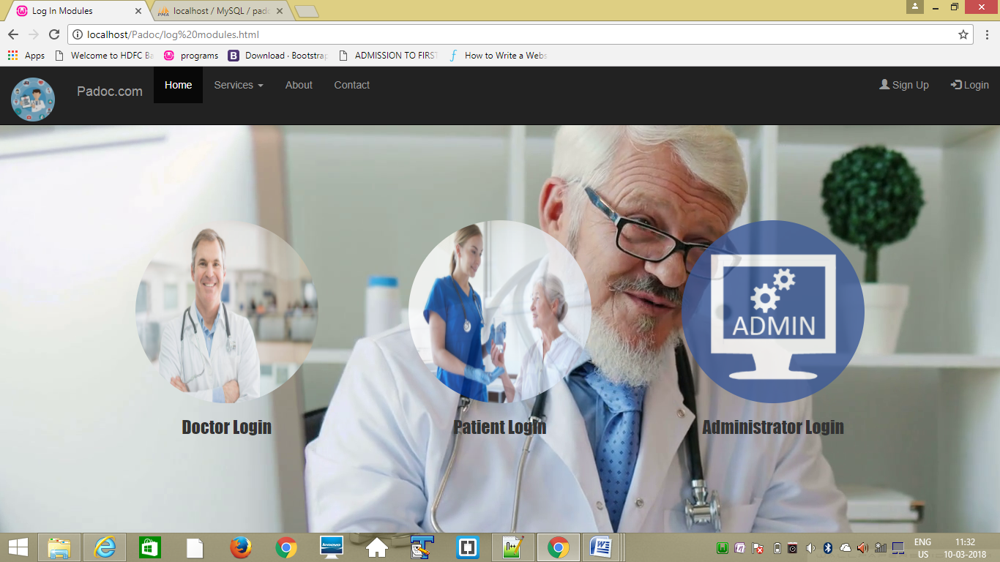 Log In Modules
localhost / MySQL / pado
localhost/Padoc/log%20modules.html
Apps Welcome to HDFC Ba programs Download · Bootstrap ADMISSION TO FIRST How to Write a Webs
Padoc.com Home Services About Contact Sign Up Login
ADMIN
Doctor Login Patient Login Administrator Login
lenovo
ENG 11:32
US 10-03-2018